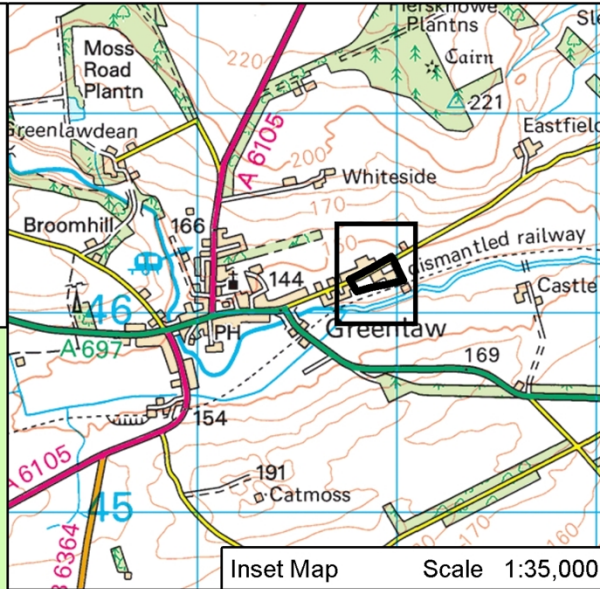 Plantns
Sle
Moss
Road
Plantn
Cairn
220
221
Greenlawdean
Eastfield
A 6105
200
Whiteside
170
Broomhill
166
160
dismantled railway
144
Castle
46
PH
Greenlaw
A 697
169
154
A 6105
191
Catmoss
45
B 6364
170
160
Inset Map Scale 1:35,000